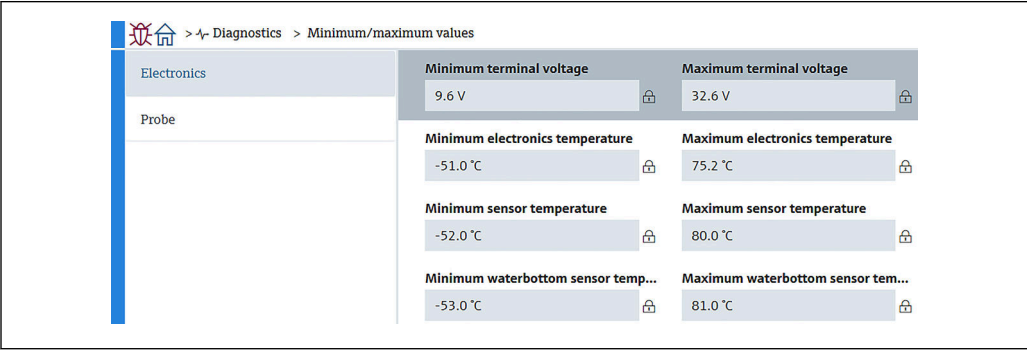 > Diagnostics > Minimum/maximum values
Electronics
Probe
Minimum terminal voltage Maximum terminal voltage
9.6 V 32.6 V
Minimum electronics temperature Maximum electronics temperature
-51.0 °C 75.2 °C
Minimum sensor temperature Maximum sensor temperature
-52.0 °C 80.0 °C
Minimum waterbottom sensor temp... Maximum waterbottom sensor tem...
-53.0 °C 81.0 °C